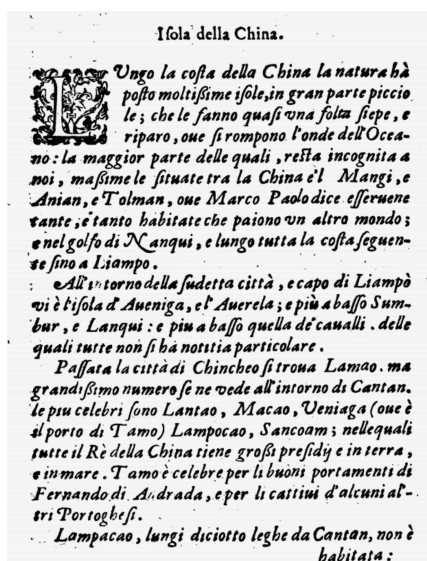 Iſola della China.
LUngo la coſta della China la natura hà
poſto moltiſsime iſole, in gran parte piccio
le; che le fanno quaſi vna folta ſiepe, e
riparo, oue ſi rompono l'onde dell'Ocea-
no: la maggior parte delle quali, reſta incognita a
noi, maſsime le ſituate tra la China e'l Mangi, e
Anian, e Tolman, oue Marco Paolo dice eſſeruene
tante, e tanto habitate che paiono vn altro mondo;
e nel golfo di Nanqui, e lungo tutta la coſta ſeguen-
te ſino a Liampo.
All'intorno della ſudetta città, e capo di Liampò
vi è l'iſola d'Aueniga, e l'Auerela; e più a baſſo Sum-
bur, e Lanqui: e piu a baſſo quella de' caualli. delle
quali tutte non ſi hà notitia particolare.
Paſſata la città di Chincheo ſi troua Lamao. ma
grandiſsimo numero ſe ne vede all'intorno di Cantan.
le piu celebri ſono Lantao, Macao, Veniaga (oue è
il porto di Tamo) Lampocao, Sancoam; nelle quali
tutte il Rè della China tiene groſsi preſidij e in terra,
e in mare. Tamo è celebre per li buoni portamenti di
Fernando di Andrada, e per li cattiui d'alcuni al-
tri Portogheſi.
Lampacao, lungi diciotto leghe da Cantan, non è
habitata: